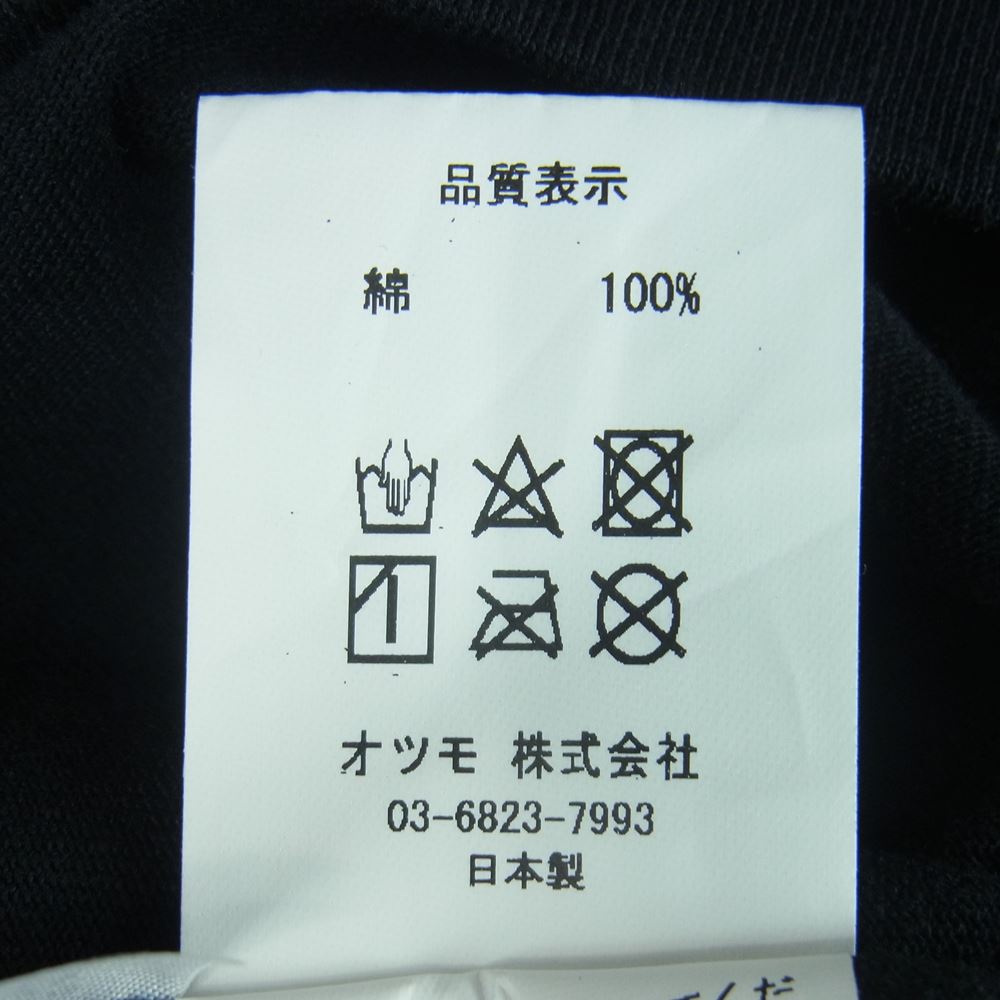 品質表示
綿 100%
オツモ 株式会社
03-6823-7993
日本製